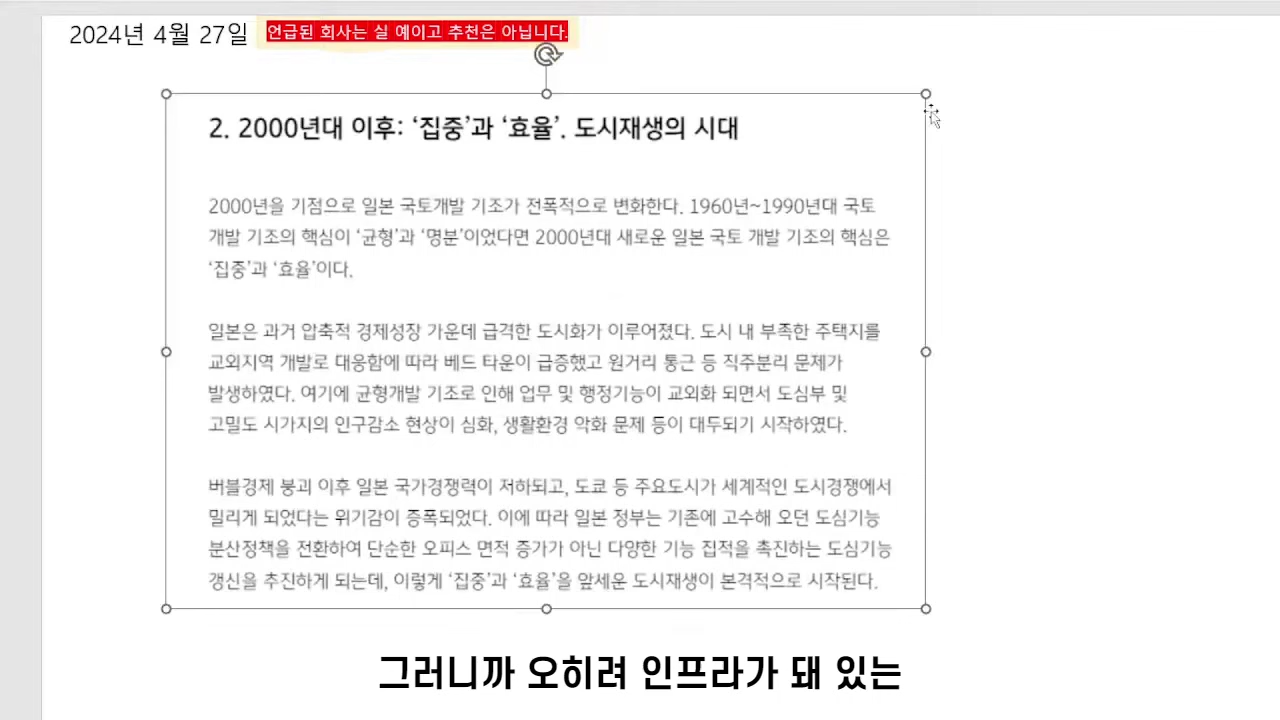 2024년 4월 27일
언급된 회사는 실 예이고 추천은 아닙니다.
2. 2000년대 이후: ‘집중’과 ‘효율’. 도시재생의 시대
2000년을 기점으로 일본 국토개발 기조가 전폭적으로 변화한다. 1960년~1990년대 국토
개발 기조의 핵심이 ‘균형’과 ‘명분’이었다면 2000년대 새로운 일본 국토 개발 기조의 핵심은
‘집중’과 ‘효율’이다.
일본은 과거 압축적 경제성장 가운데 급격한 도시화가 이루어졌다. 도시 내 부족한 주택지를
교외지역 개발로 대응함에 따라 베드 타운이 급증했고 원거리 통근 등 직주분리 문제가
발생하였다. 여기에 균형개발 기조로 인해 업무 및 행정기능이 교외화 되면서 도심부 및
고밀도 시가지의 인구감소 현상이 심화, 생활환경 악화 문제 등이 대두되기 시작하였다.
버블경제 붕괴 이후 일본 국가경쟁력이 저하되고, 도쿄 등 주요도시가 세계적인 도시경쟁에서
밀리게 되었다는 위기감이 증폭되었다. 이에 따라 일본 정부는 기존에 고수해 오던 도심기능
분산정책을 전환하여 단순한 오피스 면적 증가가 아닌 다양한 기능 집적을 촉진하는 도심기능
갱신을 추진하게 되는데, 이렇게 ‘집중’과 ‘효율’을 앞세운 도시재생이 본격적으로 시작된다.
그러니까 오히려 인프라가 돼 있는